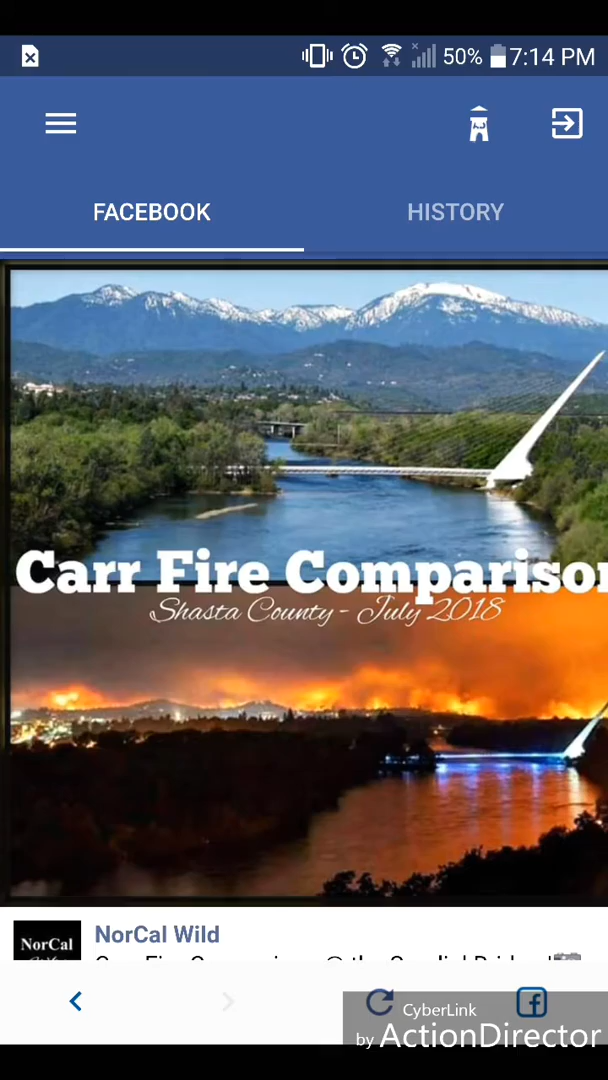 50% 7:14 PM
FACEBOOK HISTORY
Carr Fire Compariso
Shasta County - July 2018
NorCal
NorCal Wild
CyberLink
by ActionDirector